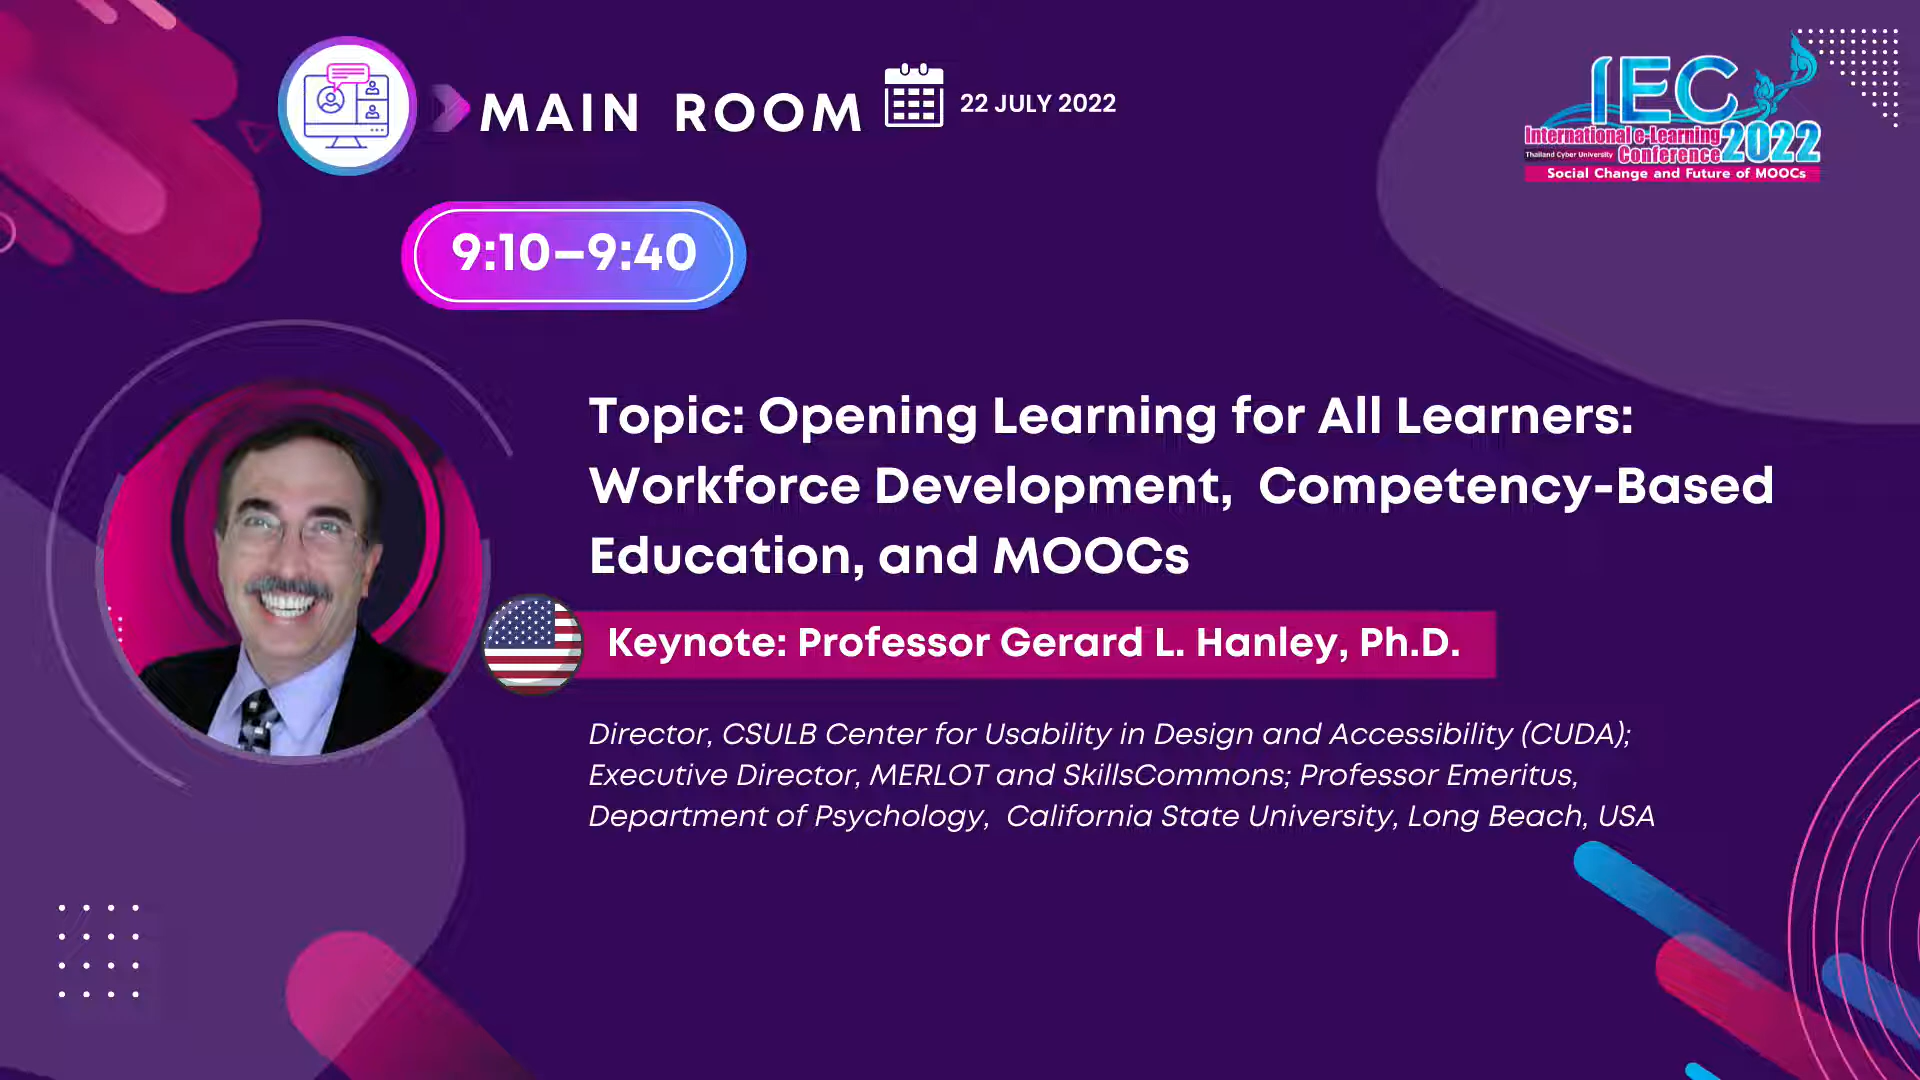 MAIN ROOM
22 JULY 2022
IEC
International e-Learning
Thailand Cyber University Conference 2022
Social Change and Future of MOOCs
9:10–9:40
Topic: Opening Learning for All Learners:
Workforce Development, Competency-Based
Education, and MOOCs
Keynote: Professor Gerard L. Hanley, Ph.D.
Director, CSULB Center for Usability in Design and Accessibility (CUDA);
Executive Director, MERLOT and SkillsCommons; Professor Emeritus,
Department of Psychology, California State University, Long Beach, USA